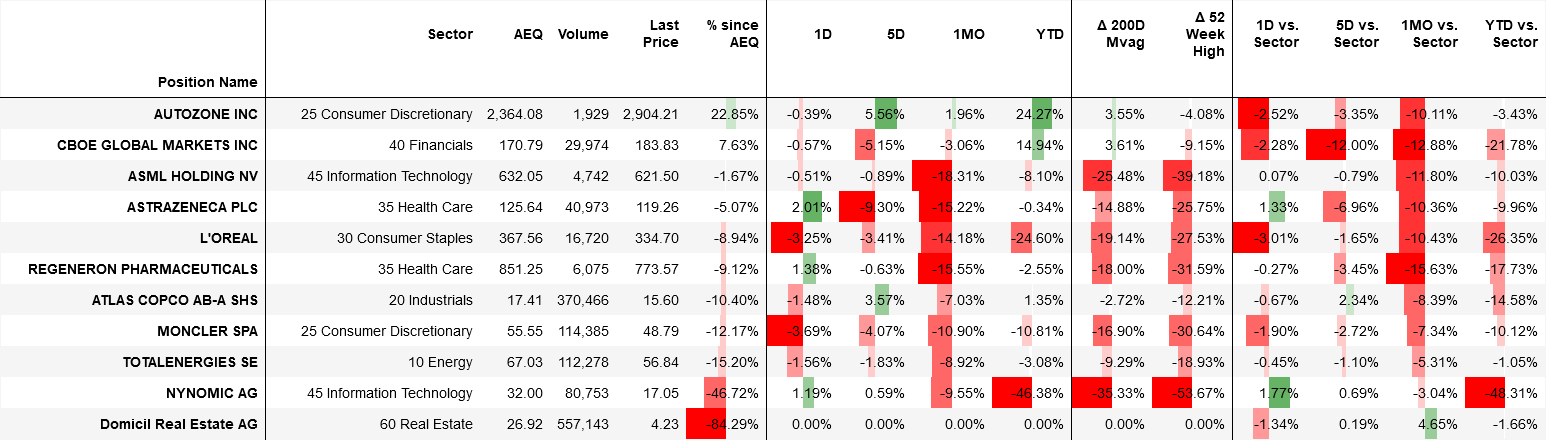 Position Name Sector AEQ Volume Last Price % since AEQ 1D 5D 1MO YTD Δ 200D Mvag Δ 52 Week High 1D vs. Sector 5D vs. Sector 1MO vs. Sector YTD vs. Sector
AUTOZONE INC 25 Consumer Discretionary 2,364.08 1,929 2,904.21 22.85% -0.39% 5.56% 1.96% 24.27% 3.55% -4.08% -2.52% -3.35% -10.11% -3.43%
CBOE GLOBAL MARKETS INC 40 Financials 170.79 29,974 183.83 7.63% -0.57% -5.15% -3.06% 14.94% 3.61% -9.15% -2.28% -12.00% -12.88% -21.78%
ASML HOLDING NV 45 Information Technology 632.05 4,742 621.50 -1.67% -0.51% -0.89% -18.31% -8.10% -25.48% -39.18% 0.07% -0.79% -11.80% -10.03%
ASTRAZENECA PLC 35 Health Care 125.64 40,973 119.26 -5.07% 2.01% -9.30% -15.22% -0.34% -14.88% -25.75% 1.33% -6.96% -10.36% -9.96%
L'OREAL 30 Consumer Staples 367.56 16,720 334.70 -8.94% -3.25% -3.41% -14.18% -24.60% -19.14% -27.53% -3.01% -1.65% -10.43% -26.35%
REGENERON PHARMACEUTICALS 35 Health Care 851.25 6,075 773.57 -9.12% 1.38% -0.63% -15.55% -2.55% -18.00% -31.59% -0.27% -3.45% -15.63% -17.73%
ATLAS COPCO AB-A SHS 20 Industrials 17.41 370,466 15.60 -10.40% -1.48% 3.57% -7.03% 1.35% -2.72% -12.21% -0.67% 2.34% -8.39% -14.58%
MONCLER SPA 25 Consumer Discretionary 55.55 114,385 48.79 -12.17% -3.69% -4.07% -10.90% -10.81% -16.90% -30.64% -1.90% -2.72% -7.34% -10.12%
TOTALENERGIES SE 10 Energy 67.03 112,278 56.84 -15.20% -1.56% -1.83% -8.92% -3.08% -9.29% -18.93% -0.45% -1.10% -5.31% -1.05%
NYNOMIC AG 45 Information Technology 32.00 80,753 17.05 -46.72% 1.19% 0.59% -9.55% -46.38% -35.33% -53.67% 1.77% 0.69% -3.04% -48.31%
Domicil Real Estate AG 60 Real Estate 26.92 557,143 4.23 -84.29% 0.00% 0.00% 0.00% 0.00% 0.00% 0.00% -1.34% 0.19% 4.65% -1.66%